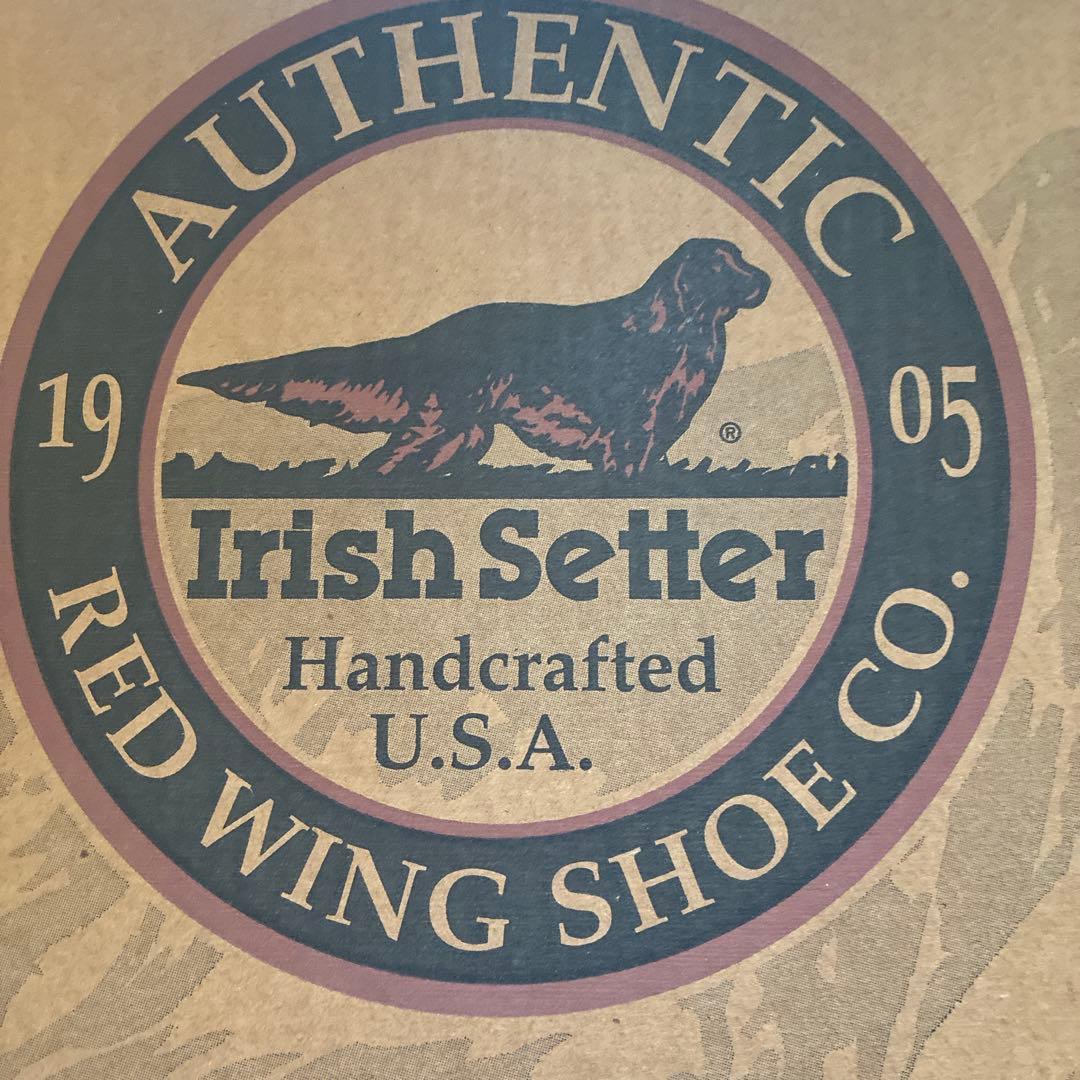 AUTHENTIC
19 05
®
Irish Setter
Handcrafted
U.S.A.
RED WING SHOE CO.